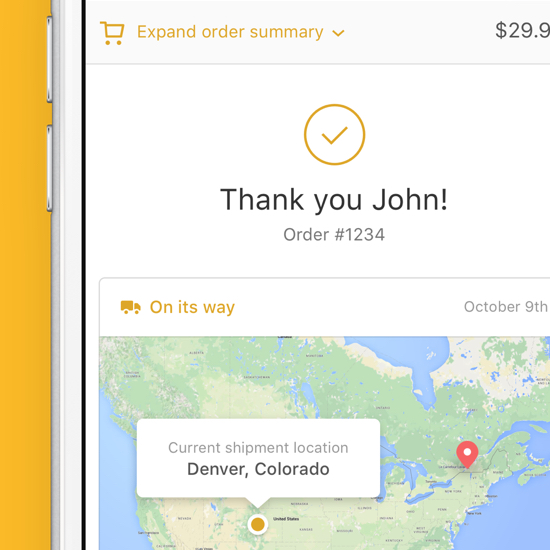 Expand order summary
$29.9
Thank you John!
Order #1234
On its way
October 9th
Current shipment location
Denver, Colorado
United States